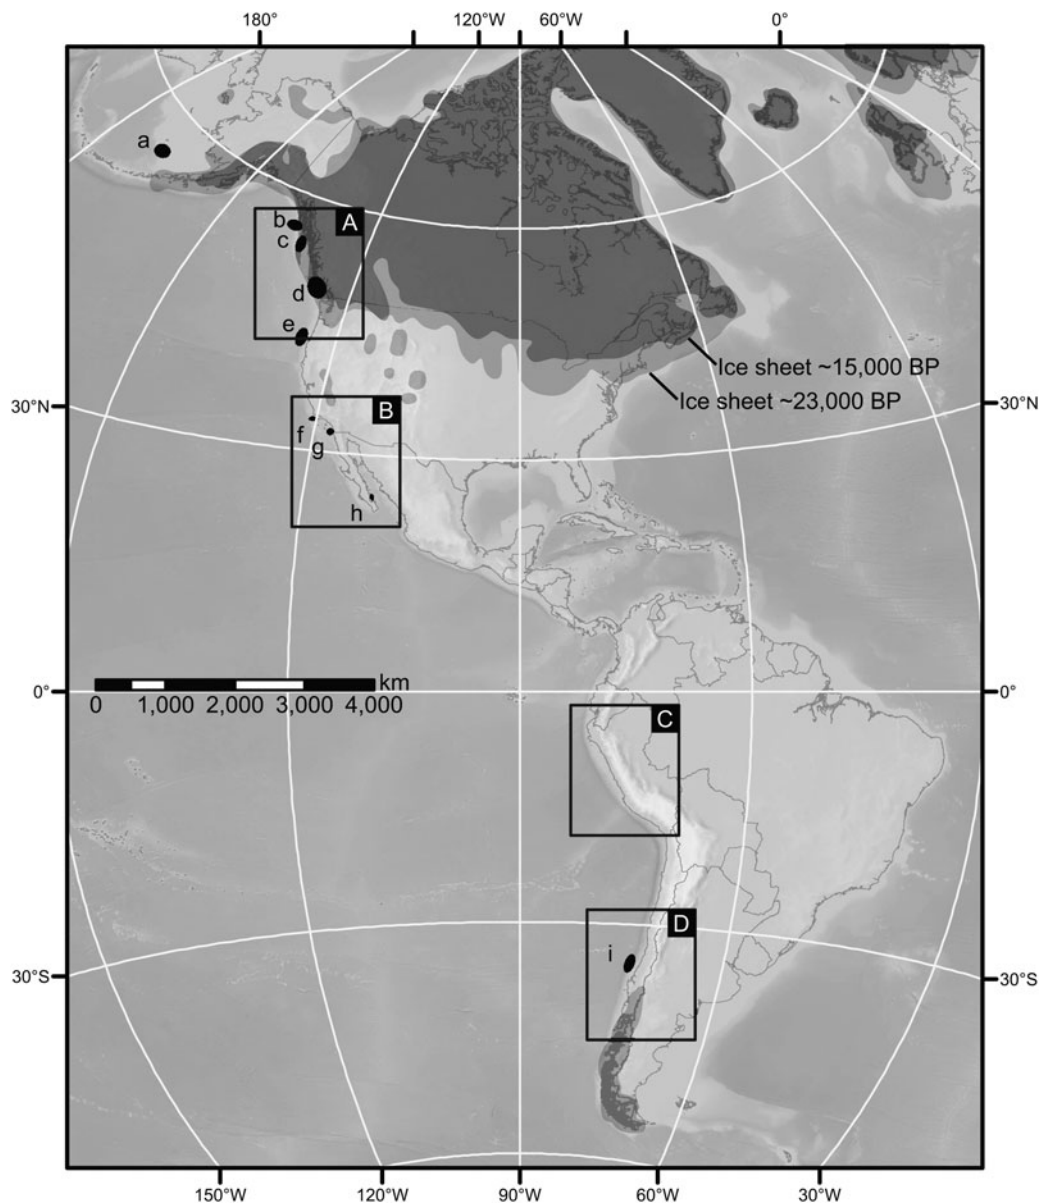 180° 120°W 60°W 0°
a
A
b
c
d
e
Ice sheet ~15,000 BP
Ice sheet ~23,000 BP
30°N 30°N
B
f
g
h
km
0 1,000 2,000 3,000 4,000
0° 0°
C
D
i
30°S 30°S
150°W 120°W 90°W 60°W 30°W